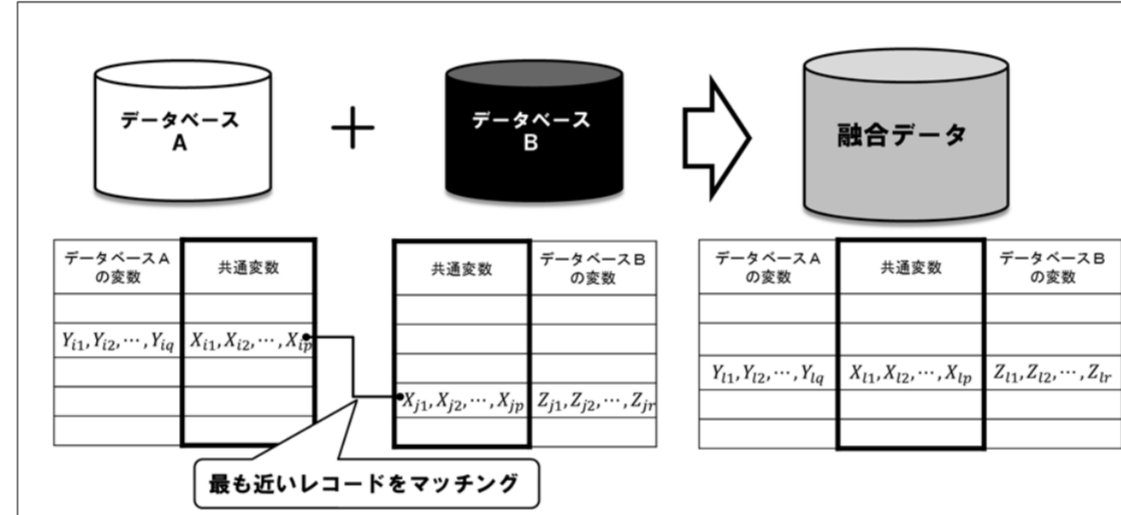 データベース
A
+
データベース
B
融合データ
データベースA
の変数
共通変数
共通変数
データベースB
の変数
データベースA
の変数
共通変数
データベースB
の変数
Y_{i1}, Y_{i2}, ⋯, Y_{iq}
X_{i1}, X_{i2}, ⋯, X_{ip}
X_{j1}, X_{j2}, ⋯, X_{jp}
Z_{j1}, Z_{j2}, ⋯, Z_{jr}
Y_{l1}, Y_{l2}, ⋯, Y_{lq}
X_{l1}, X_{l2}, ⋯, X_{lp}
Z_{l1}, Z_{l2}, ⋯, Z_{lr}
最も近いレコードをマッチング